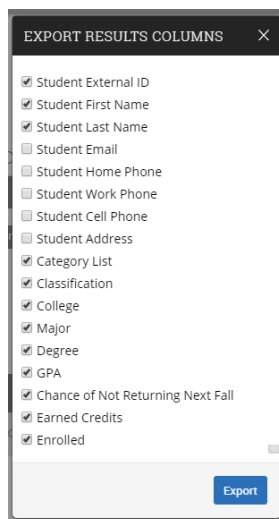 EXPORT RESULTS COLUMNS
Student External ID
Student First Name
Student Last Name
Student Email
Student Home Phone
Student Work Phone
Student Cell Phone
Student Address
Category List
Classification
College
Major
Degree
GPA
Chance of Not Returning Next Fall
Earned Credits
Enrolled
Export